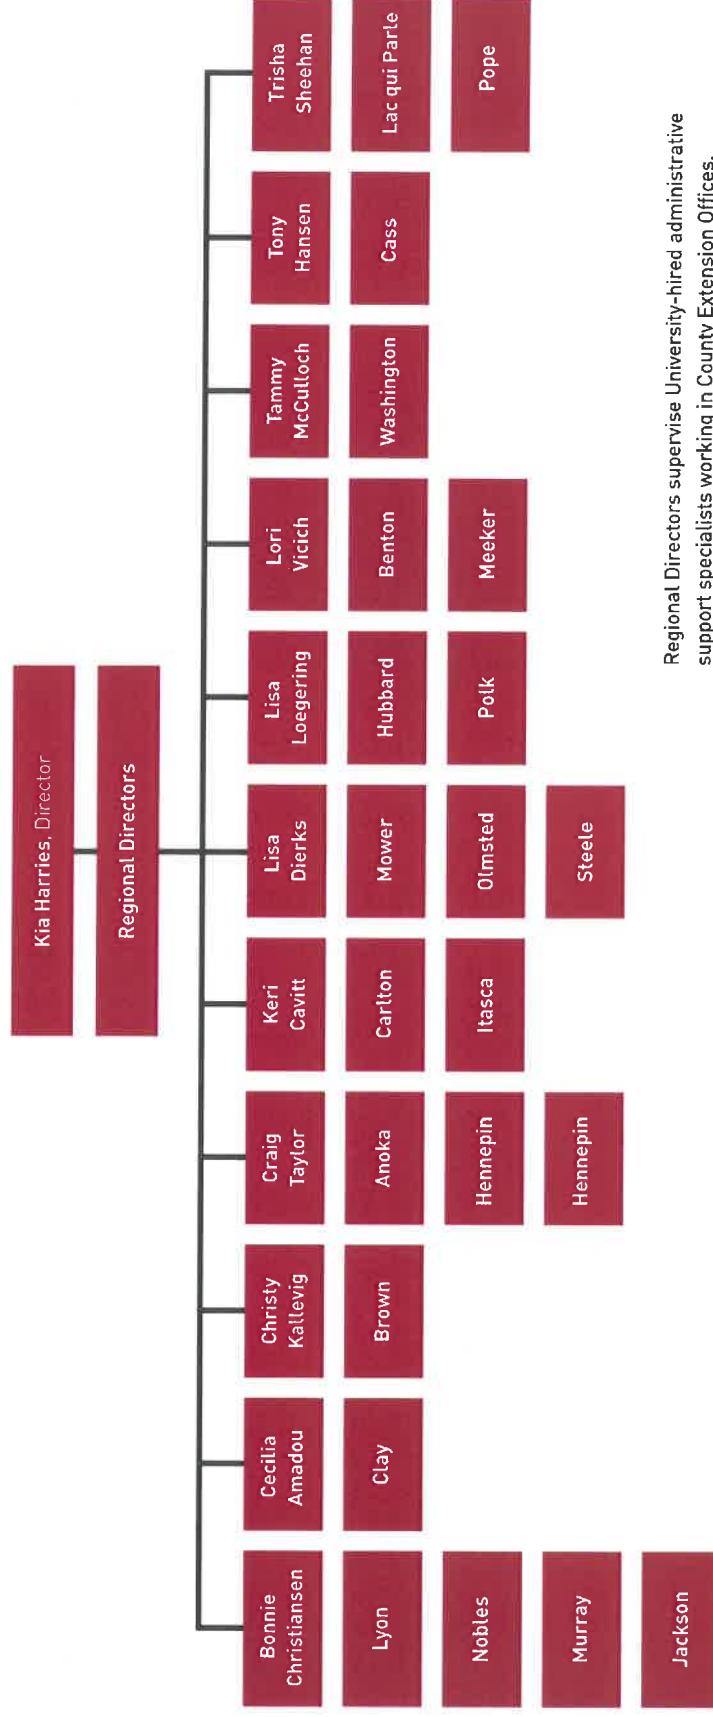 Kia Harries, Director
Regional Directors
Bonnie
Christiansen
Lyon
Nobles
Murray
Jackson
Cecilia
Amadou
Clay
Christy
Kallevig
Brown
Craig
Taylor
Anoka
Hennepin
Hennepin
Keri
Cavitt
Carlton
Itasca
Lisa
Dierks
Mower
Olmsted
Steele
Lisa
Loegering
Hubbard
Polk
Lori
Vicich
Benton
Meeker
Tammy
McCulloch
Washington
Tony
Hansen
Cass
Trisha
Sheehan
Lac qui Parle
Pope
Regional Directors supervise University-hired administrative
support specialists working in County Extension Offices.